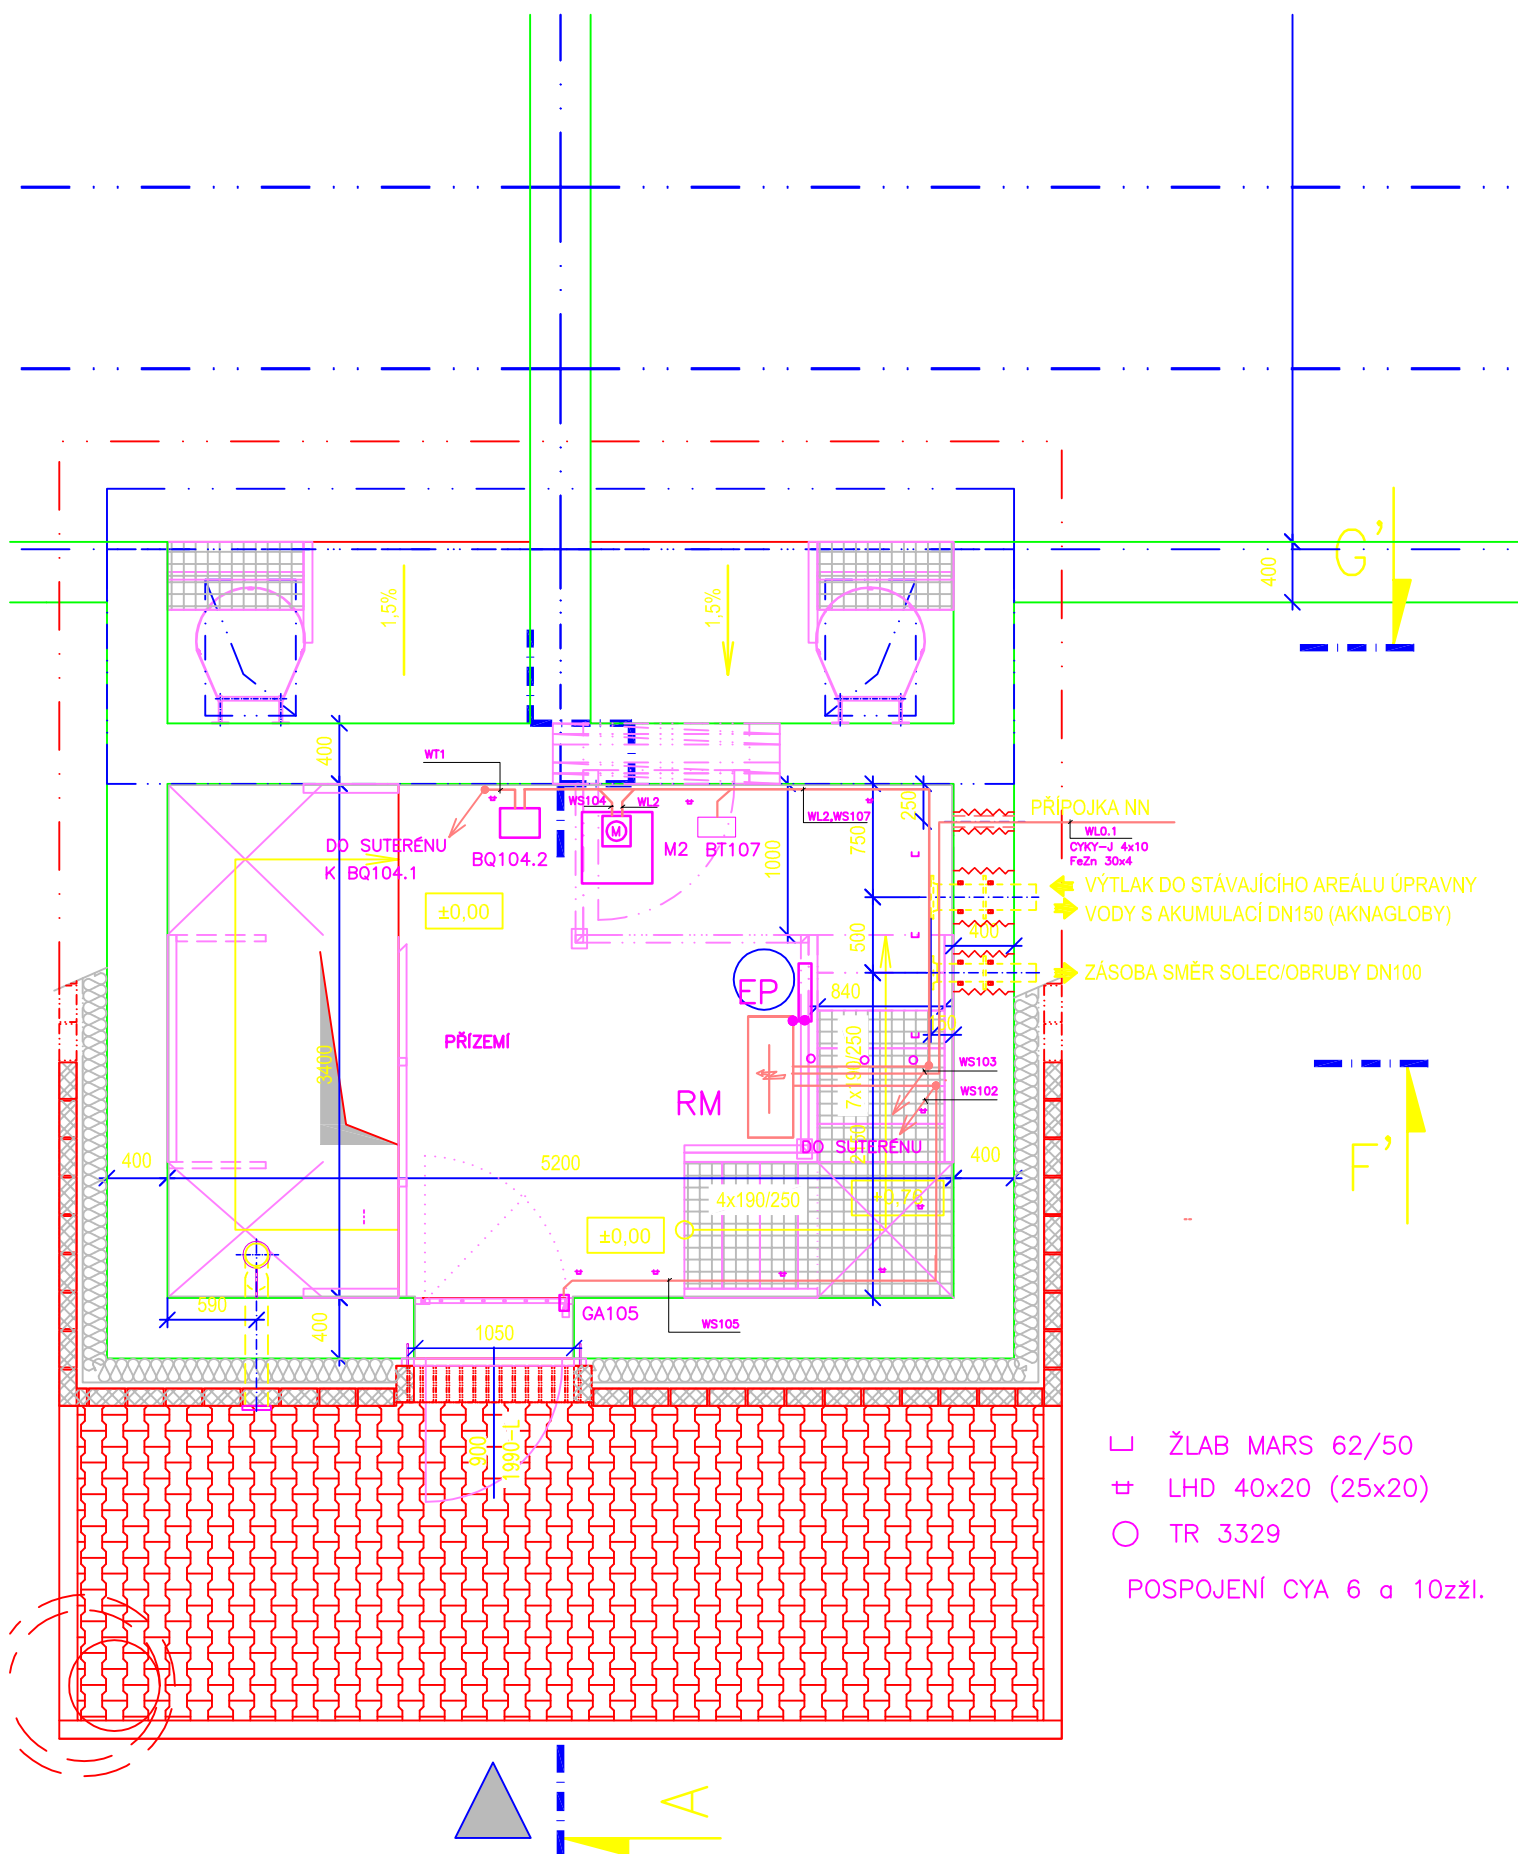 G'
400
1,5%
1,5%
400
WT1
WS104
WL2
WL2,WS107
250
750
PŘÍPOJKA NN
WL0.1
CYKY-J 4x10
FeZn 30x4
DO SUTERÉNU
K BQ104.1
BQ104.2
M
M2
BT107
1000
VÝTLAK DO STÁVAJÍCÍHO AREÁLU ÚPRAVNY
VODY S AKUMULACÍ DN150 (AKNAGLOBY)
±0,00
500
400
ZÁSOBA SMĚR SOLEC/OBRUBY DN100
EP
840
150
PŘÍZEMÍ
3400
7x190/250
WS103
WS102
RM
DO SUTERÉNU
F'
400
5200
400
4x190/250
±0,00
590
400
GA105
WS105
1050
900
1990-L
ŽLAB MARS 62/50
LHD 40x20 (25x20)
TR 3329
POSPOJENÍ CYA 6 a 10zžl.
A